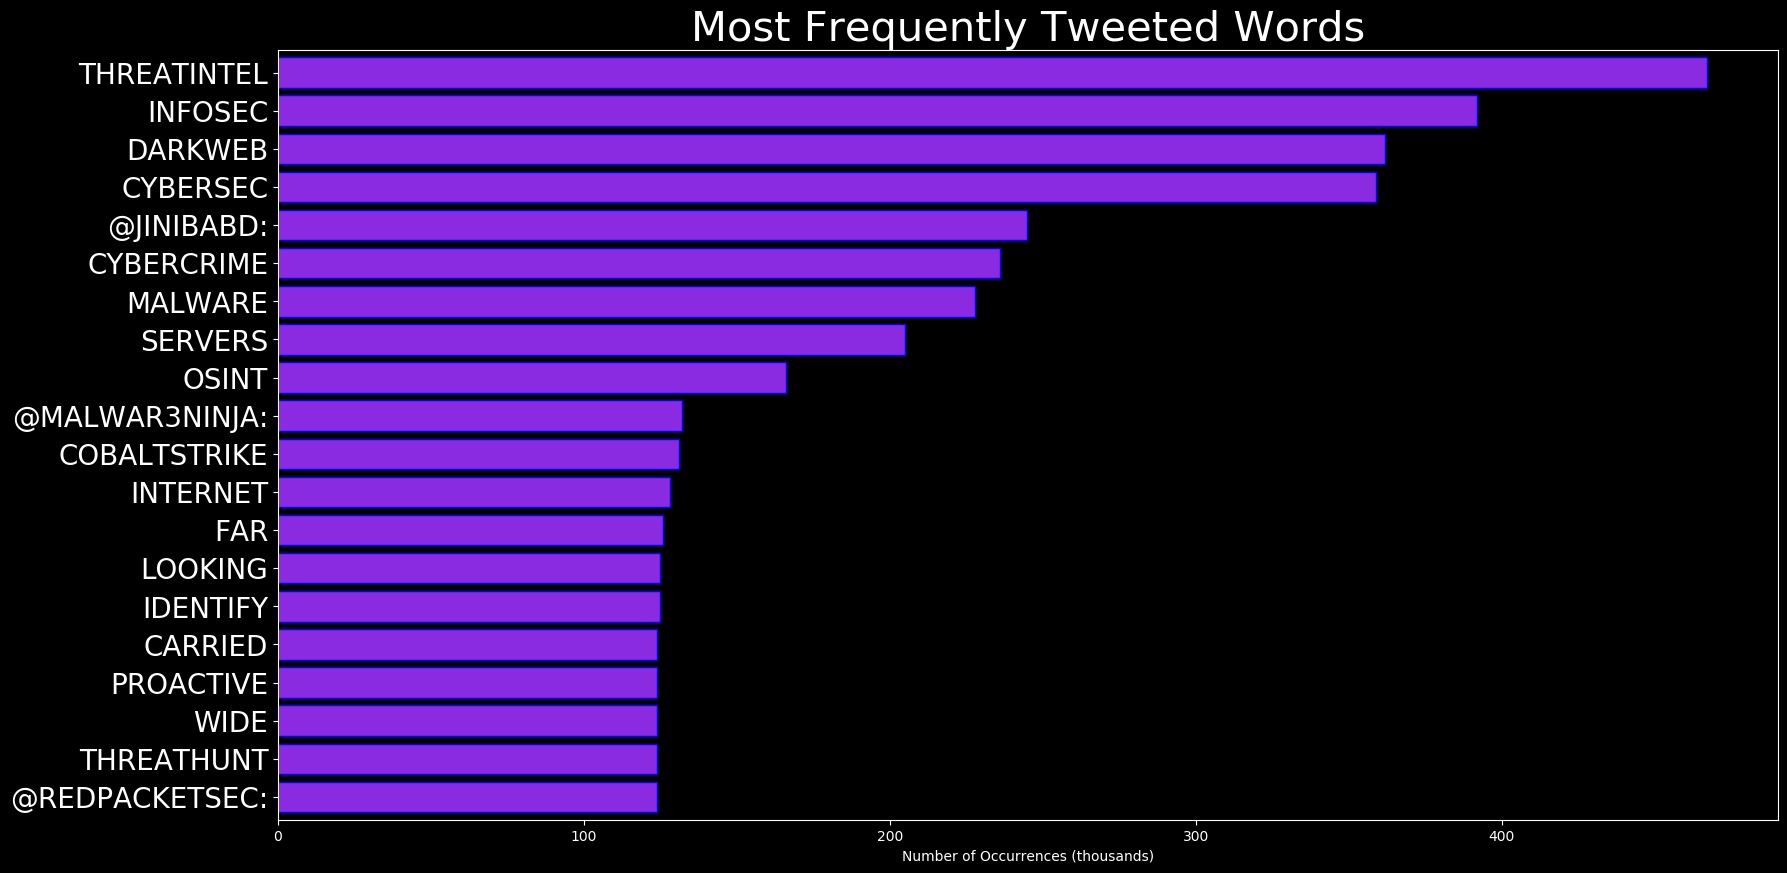 Most Frequently Tweeted Words
THREATINTEL
INFOSEC
DARKWEB
CYBERSEC
@JINIBABD:
CYBERCRIME
MALWARE
SERVERS
OSINT
@MALWAR3NINJA:
COBALTSTRIKE
INTERNET
FAR
LOOKING
IDENTIFY
CARRIED
PROACTIVE
WIDE
THREATHUNT
@REDPACKETSEC:
0 100 200 300 400
Number of Occurrences (thousands)